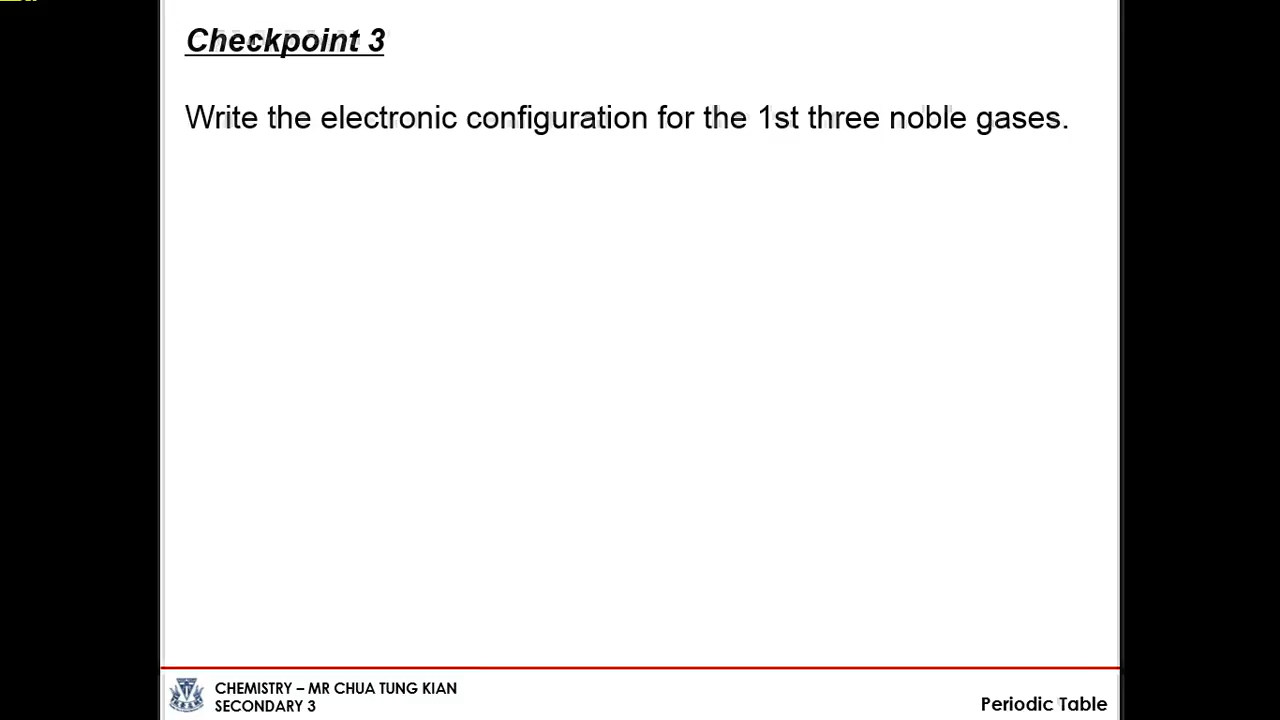 Checkpoint 3
Write the electronic configuration for the 1st three noble gases.
CHEMISTRY – MR CHUA TUNG KIAN
SECONDARY 3
Periodic Table